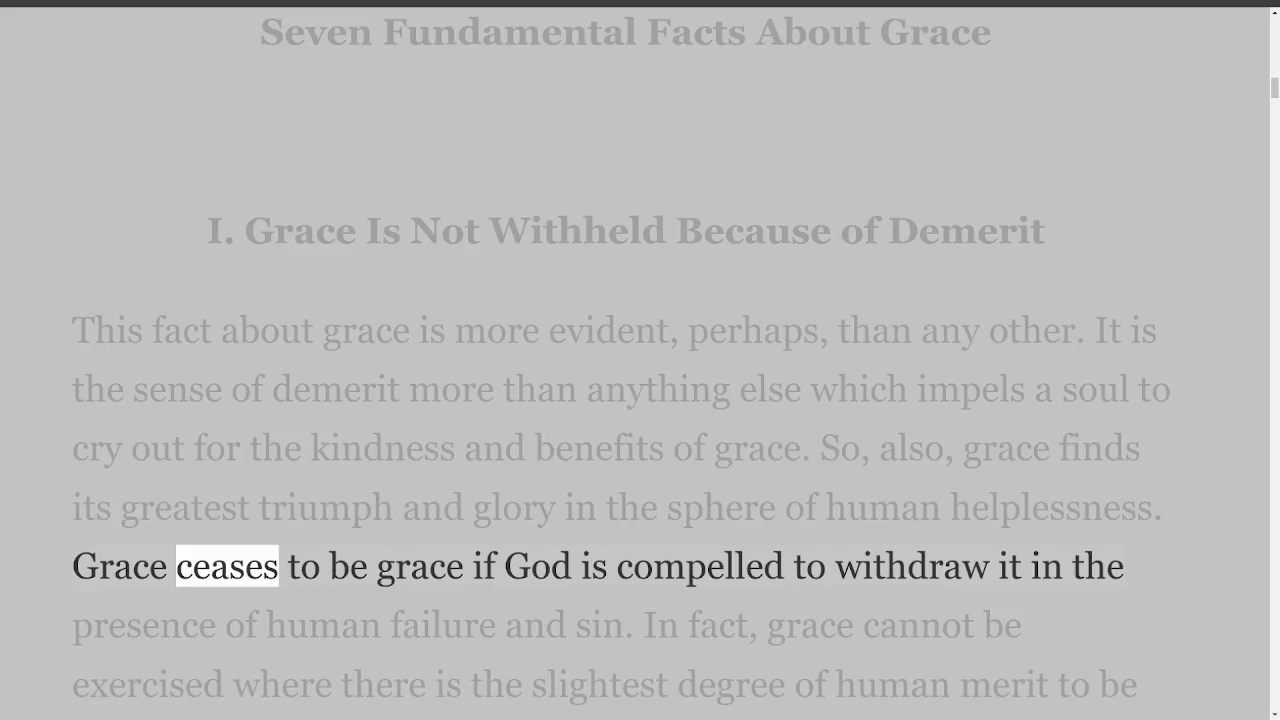 Seven Fundamental Facts About Grace
I. Grace Is Not Withheld Because of Demerit
This fact about grace is more evident, perhaps, than any other. It is
the sense of demerit more than anything else which impels a soul to
cry out for the kindness and benefits of grace. So, also, grace finds
its greatest triumph and glory in the sphere of human helplessness.
Grace ceases to be grace if God is compelled to withdraw it in the
presence of human failure and sin. In fact, grace cannot be
exercised where there is the slightest degree of human merit to be